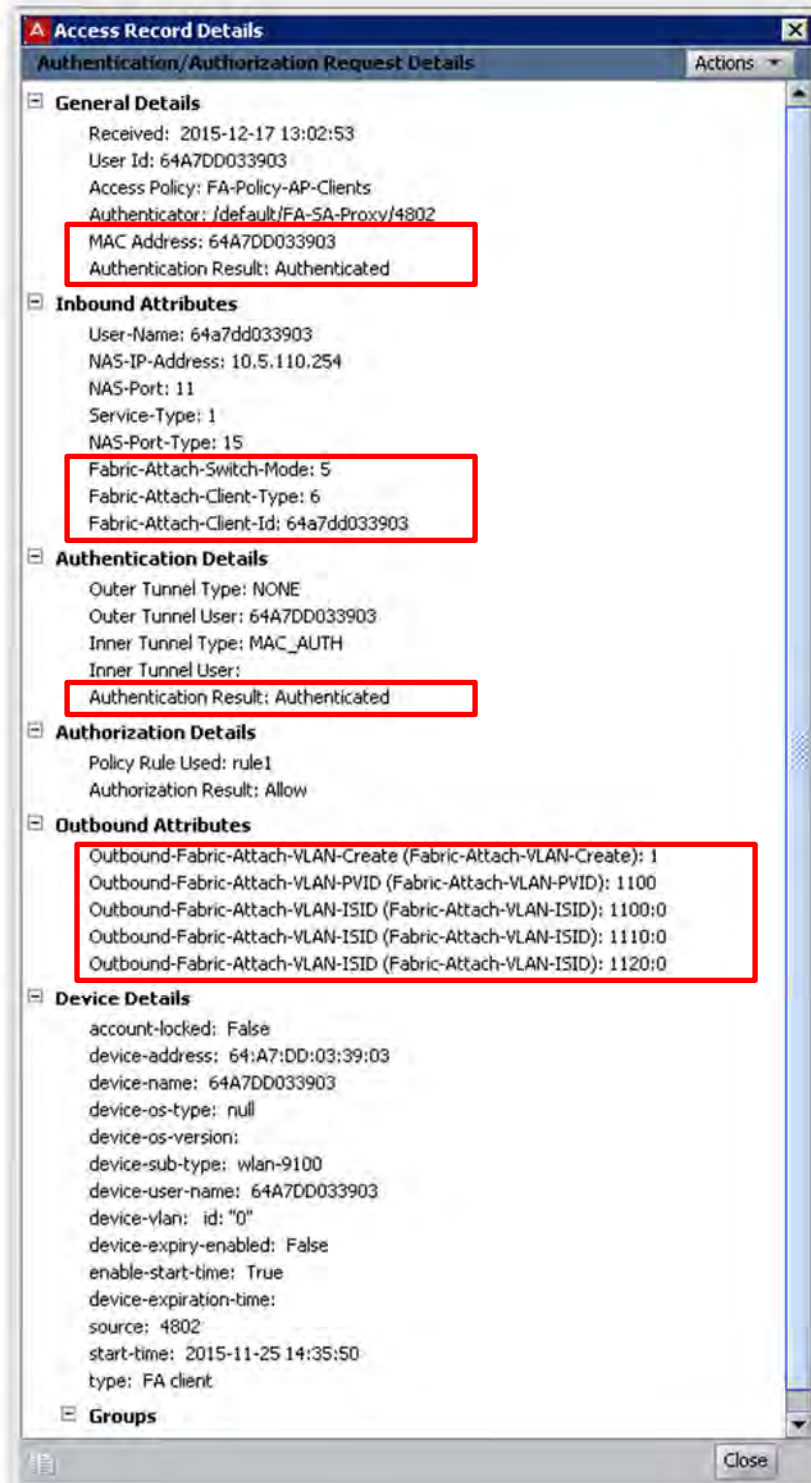 A Access Record Details
Authentication/Authorization Request Details Actions
General Details
Received: 2015-12-17 13:02:53
User Id: 64A7DD033903
Access Policy: FA-Policy-AP-Clients
Authenticator: /default/FA-SA-Proxy/4802
MAC Address: 64A7DD033903
Authentication Result: Authenticated
Inbound Attributes
User-Name: 64a7dd033903
NAS-IP-Address: 10.5.110.254
NAS-Port: 11
Service-Type: 1
NAS-Port-Type: 15
Fabric-Attach-Switch-Mode: 5
Fabric-Attach-Client-Type: 6
Fabric-Attach-Client-Id: 64a7dd033903
Authentication Details
Outer Tunnel Type: NONE
Outer Tunnel User: 64A7DD033903
Inner Tunnel Type: MAC_AUTH
Inner Tunnel User:
Authentication Result: Authenticated
Authorization Details
Policy Rule Used: rule1
Authorization Result: Allow
Outbound Attributes
Outbound-Fabric-Attach-VLAN-Create (Fabric-Attach-VLAN-Create): 1
Outbound-Fabric-Attach-VLAN-PVID (Fabric-Attach-VLAN-PVID): 1100
Outbound-Fabric-Attach-VLAN-ISID (Fabric-Attach-VLAN-ISID): 1100:0
Outbound-Fabric-Attach-VLAN-ISID (Fabric-Attach-VLAN-ISID): 1110:0
Outbound-Fabric-Attach-VLAN-ISID (Fabric-Attach-VLAN-ISID): 1120:0
Device Details
account-locked: False
device-address: 64:A7:DD:03:39:03
device-name: 64A7DD033903
device-os-type: null
device-os-version:
device-sub-type: wlan-9100
device-user-name: 64A7DD033903
device-vlan: id: "0"
device-expiry-enabled: False
enable-start-time: True
device-expiration-time:
source: 4802
start-time: 2015-11-25 14:35:50
type: FA client
Groups
Close